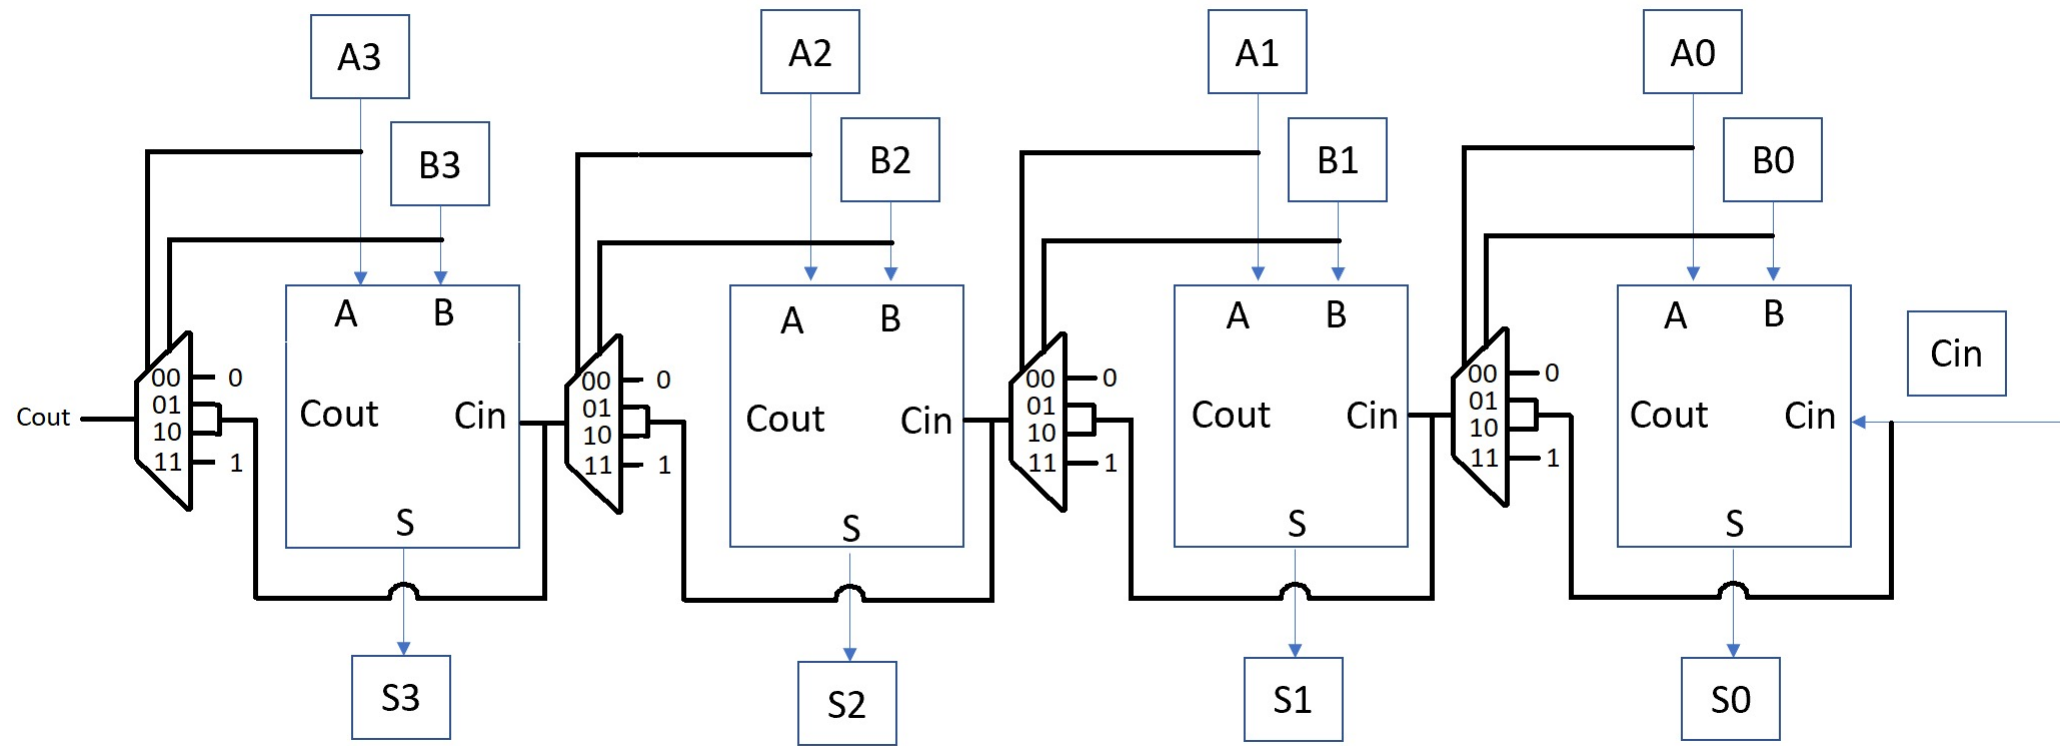 A3 A2 A1 A0
B3 B2 B1 B0
A B A B A B A B
Cin
00 0 00 0 00 0 00 0
01 01 01 01
Cout Cout Cin Cout Cin Cout Cin Cout Cin
10 10 10 10
11 1 11 1 11 1 11 1
S S S S
S3 S2 S1 S0